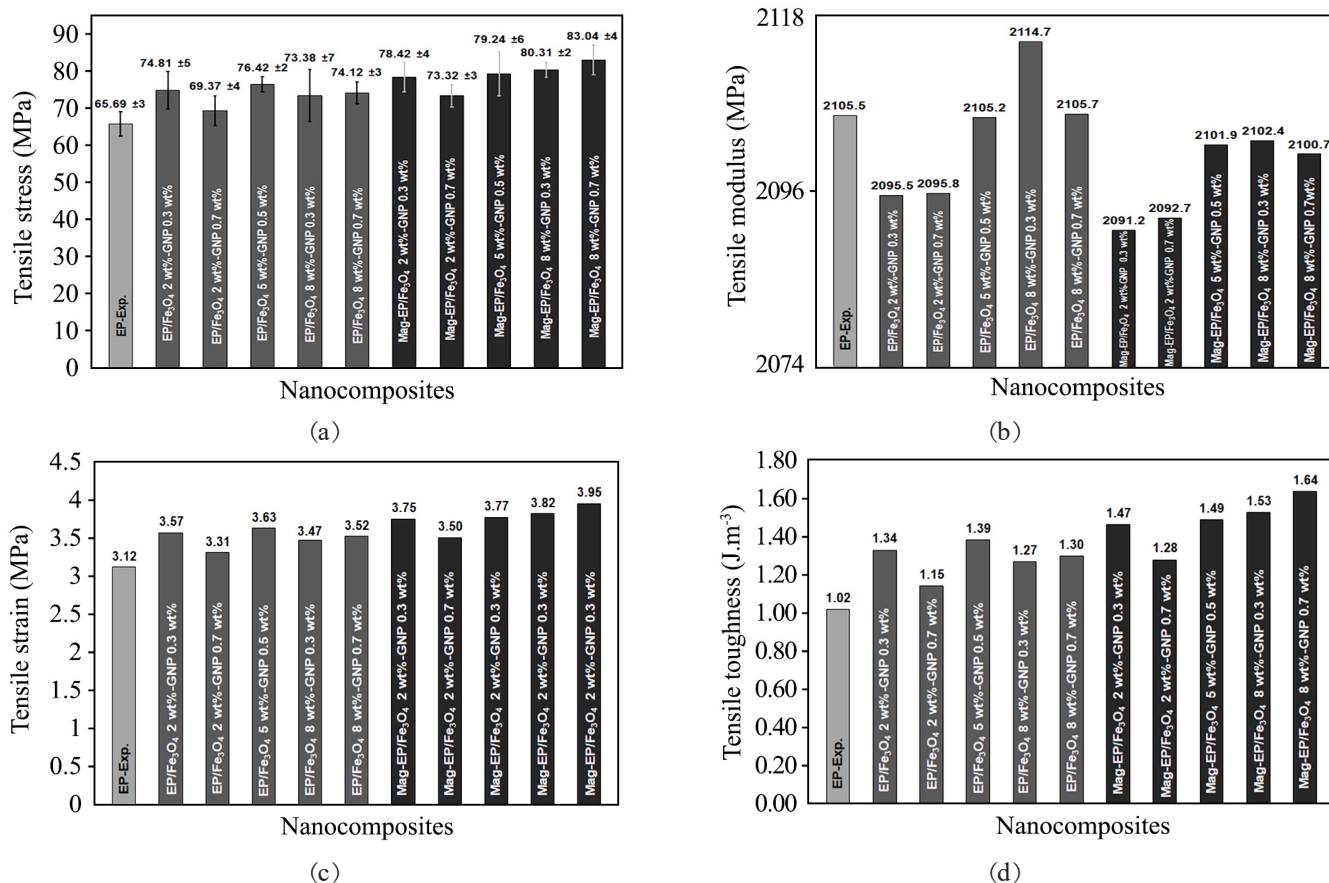 Tensile stress (MPa)
90
80
70
60
50
40
30
20
10
0
65.69 ±3
74.81 ±5
69.37 ±4
76.42 ±2
73.38 ±7
74.12 ±3
78.42 ±4
73.32 ±3
79.24 ±6
80.31 ±2
83.04 ±4
EP-Exp.
EP/Fe₃O₄ 2 wt%-GNP 0.3 wt%
EP/Fe₃O₄ 2 wt%-GNP 0.7 wt%
EP/Fe₃O₄ 5 wt%-GNP 0.5 wt%
EP/Fe₃O₄ 8 wt%-GNP 0.3 wt%
EP/Fe₃O₄ 8 wt%-GNP 0.7 wt%
Mag-EP/Fe₃O₄ 2 wt%-GNP 0.3 wt%
Mag-EP/Fe₃O₄ 2 wt%-GNP 0.7 wt%
Mag-EP/Fe₃O₄ 5 wt%-GNP 0.5 wt%
Mag-EP/Fe₃O₄ 8 wt%-GNP 0.3 wt%
Mag-EP/Fe₃O₄ 8 wt%-GNP 0.7 wt%
Nanocomposites
(a)
Tensile modulus (MPa)
2118
2096
2074
2105.5
2095.5
2095.8
2105.2
2114.7
2105.7
2091.2
2092.7
2101.9
2102.4
2100.7
EP-Exp.
EP/Fe₃O₄ 2 wt%-GNP 0.3 wt%
EP/Fe₃O₄ 2 wt%-GNP 0.7 wt%
EP/Fe₃O₄ 5 wt%-GNP 0.5 wt%
EP/Fe₃O₄ 8 wt%-GNP 0.3 wt%
EP/Fe₃O₄ 8 wt%-GNP 0.7 wt%
Mag-EP/Fe₃O₄ 2 wt%-GNP 0.3 wt%
Mag-EP/Fe₃O₄ 2 wt%-GNP 0.7 wt%
Mag-EP/Fe₃O₄ 5 wt%-GNP 0.5 wt%
Mag-EP/Fe₃O₄ 8 wt%-GNP 0.3 wt%
Mag-EP/Fe₃O₄ 8 wt%-GNP 0.7wt%
Nanocomposites
(b)
Tensile strain (MPa)
4.5
4
3.5
3
2.5
2
1.5
1
0.5
0
3.12
3.57
3.31
3.63
3.47
3.52
3.75
3.50
3.77
3.82
3.95
EP-Exp.
EP/Fe₃O₄ 2 wt%-GNP 0.3 wt%
EP/Fe₃O₄ 2 wt%-GNP 0.7 wt%
EP/Fe₃O₄ 5 wt%-GNP 0.5 wt%
EP/Fe₃O₄ 8 wt%-GNP 0.3 wt%
EP/Fe₃O₄ 8 wt%-GNP 0.7 wt%
Mag-EP/Fe₃O₄ 2 wt%-GNP 0.3 wt%
Mag-EP/Fe₃O₄ 2 wt%-GNP 0.7 wt%
Mag-EP/Fe₃O₄ 2 wt%-GNP 0.3 wt%
Mag-EP/Fe₃O₄ 2 wt%-GNP 0.3 wt%
Mag-EP/Fe₃O₄ 2 wt%-GNP 0.3 wt%
Nanocomposites
(c)
Tensile toughness (J.m⁻³)
1.80
1.60
1.40
1.20
1.00
0.80
0.60
0.40
0.20
0.00
1.02
1.34
1.15
1.39
1.27
1.30
1.47
1.28
1.49
1.53
1.64
EP-Exp.
EP/Fe₃O₄ 2 wt%-GNP 0.3 wt%
EP/Fe₃O₄ 2 wt%-GNP 0.7 wt%
EP/Fe₃O₄ 5 wt%-GNP 0.5 wt%
EP/Fe₃O₄ 8 wt%-GNP 0.3 wt%
EP/Fe₃O₄ 8 wt%-GNP 0.7 wt%
Mag-EP/Fe₃O₄ 2 wt%-GNP 0.3 wt%
Mag-EP/Fe₃O₄ 2 wt%-GNP 0.7 wt%
Mag-EP/Fe₃O₄ 5 wt%-GNP 0.5 wt%
Mag-EP/Fe₃O₄ 8 wt%-GNP 0.3 wt%
Mag-EP/Fe₃O₄ 8 wt%-GNP 0.7 wt%
Nanocomposites
(d)